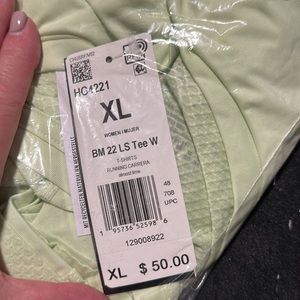 HC4221
XL
WOMEN | MUJER
BM 22 LS Tee W
T-SHIRTS
RUNNING CARRERA
almost lime
48
708
UPC
1 95736 52598 6
129008922
XL $ 50.00